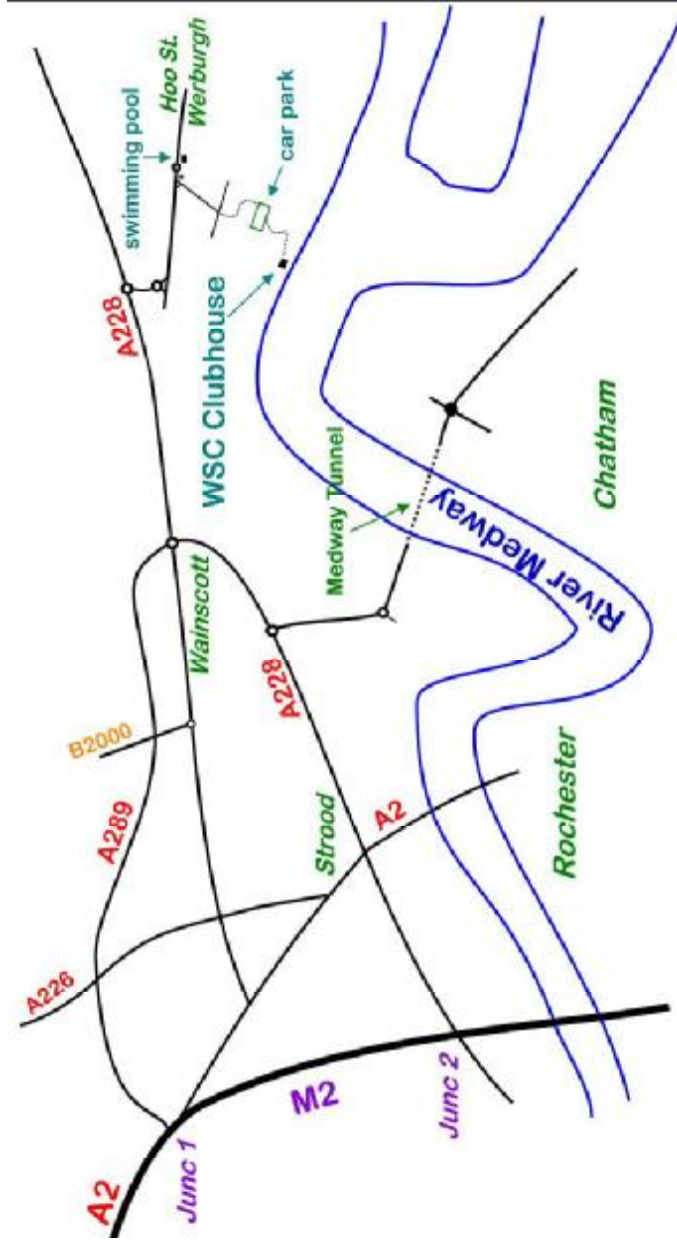 Hoo St.
Werburgh
swimming pool
car park
A228
WSC Clubhouse
Medway Tunnel
River Medway
Chatham
Wainscott
B2000
A228
A289
Strood
A2
Rochester
A226
M2
Junc 2
Junc 1
A2